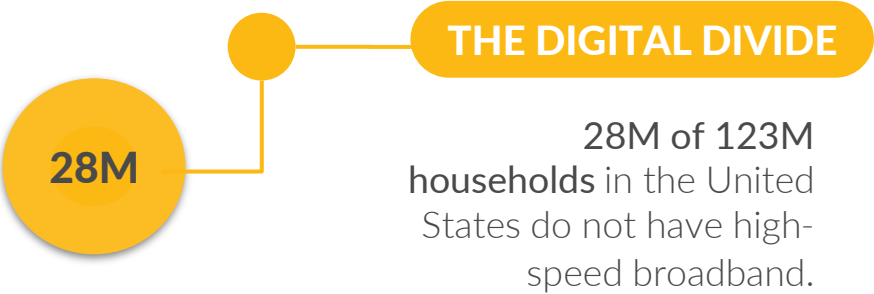 THE DIGITAL DIVIDE
28M
28M of 123M
households in the United
States do not have high-
speed broadband.